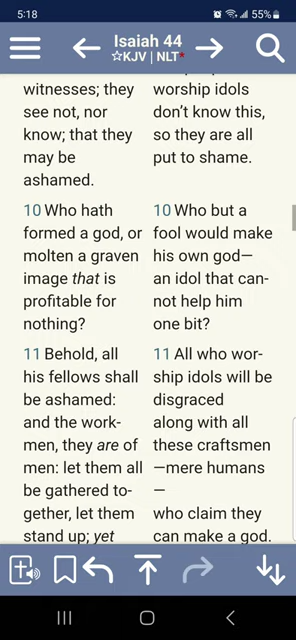 5:18
55%
Isaiah 44
☆KJV | NLT*
witnesses; they
see not, nor
know; that they
may be
ashamed.
10 Who hath
formed a god, or
molten a graven
image that is
profitable for
nothing?
11 Behold, all
his fellows shall
be ashamed:
and the work-
men, they are of
men: let them all
be gathered to-
gether, let them
stand up; yet
worship idols
don’t know this,
so they are all
put to shame.
10 Who but a
fool would make
his own god—
an idol that can-
not help him
one bit?
11 All who wor-
ship idols will be
disgraced
along with all
these craftsmen
—mere humans
—
who claim they
can make a god.